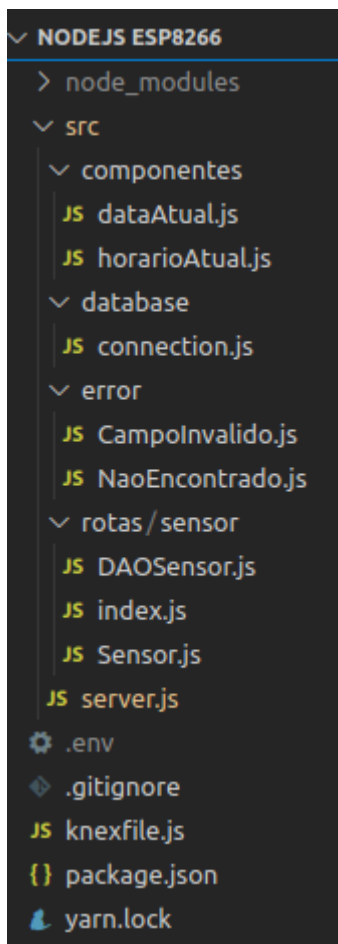 NODEJS ESP8266
node_modules
src
componentes
JS dataAtual.js
JS horarioAtual.js
database
JS connection.js
error
JS CampoInvalido.js
JS NaoEncontrado.js
rotas/sensor
JS DAOSensor.js
JS index.js
JS Sensor.js
JS server.js
.env
.gitignore
JS knexfile.js
{} package.json
yarn.lock